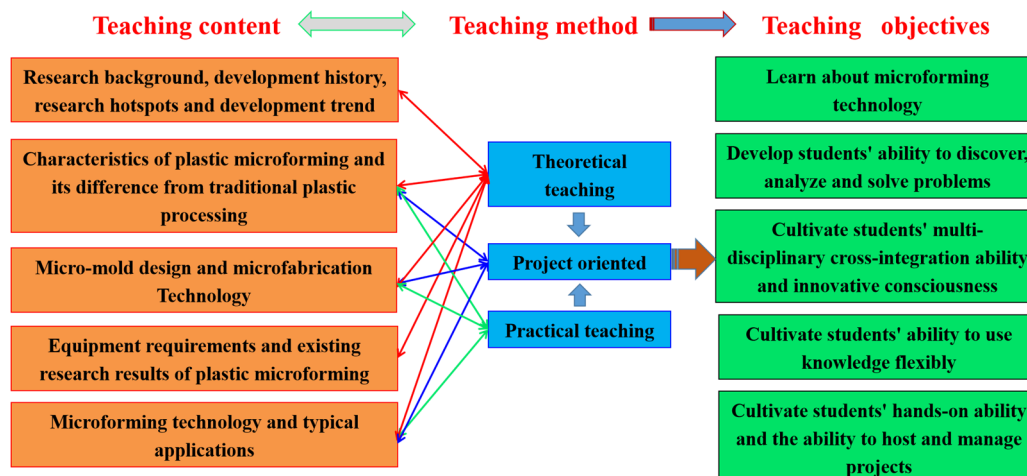 Teaching content
Teaching method
Teaching objectives
Research background, development history,
research hotspots and development trend
Characteristics of plastic microforming and
its difference from traditional plastic
processing
Micro-mold design and microfabrication
Technology
Equipment requirements and existing
research results of plastic microforming
Microforming technology and typical
applications
Theoretical
teaching
Project oriented
Practical teaching
Learn about microforming
technology
Develop students' ability to discover,
analyze and solve problems
Cultivate students' multi-
disciplinary cross-integration ability
and innovative consciousness
Cultivate students' ability to use
knowledge flexibly
Cultivate students' hands-on ability
and the ability to host and manage
projects